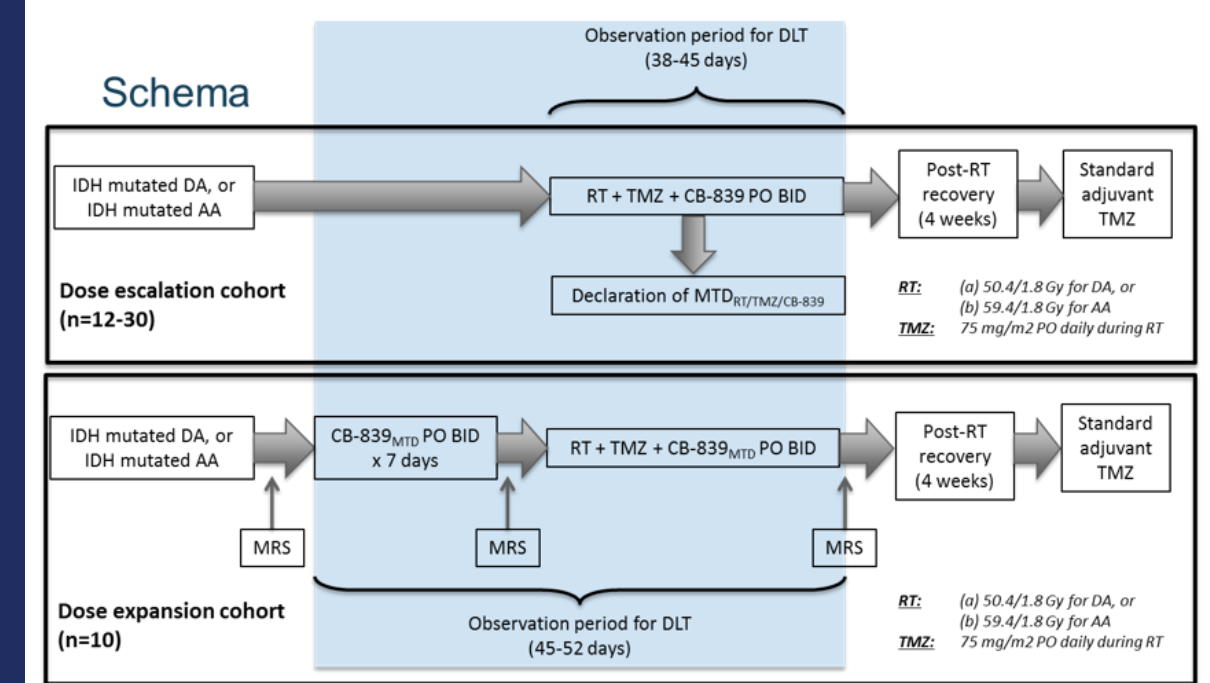 Schema
Observation period for DLT
(38-45 days)
IDH mutated DA, or
IDH mutated AA
RT + TMZ + CB-839 PO BID
Post-RT
recovery
(4 weeks)
Standard
adjuvant
TMZ
Declaration of MTDRT/TMZ/CB-839
Dose escalation cohort
(n=12-30)
RT: (a) 50.4/1.8 Gy for DA, or
(b) 59.4/1.8 Gy for AA
TMZ: 75 mg/m2 PO daily during RT
IDH mutated DA, or
IDH mutated AA
CB-839MTD PO BID
x 7 days
RT + TMZ + CB-839MTD PO BID
Post-RT
recovery
(4 weeks)
Standard
adjuvant
TMZ
MRS
MRS
MRS
Dose expansion cohort
(n=10)
Observation period for DLT
(45-52 days)
RT: (a) 50.4/1.8 Gy for DA, or
(b) 59.4/1.8 Gy for AA
TMZ: 75 mg/m2 PO daily during RT